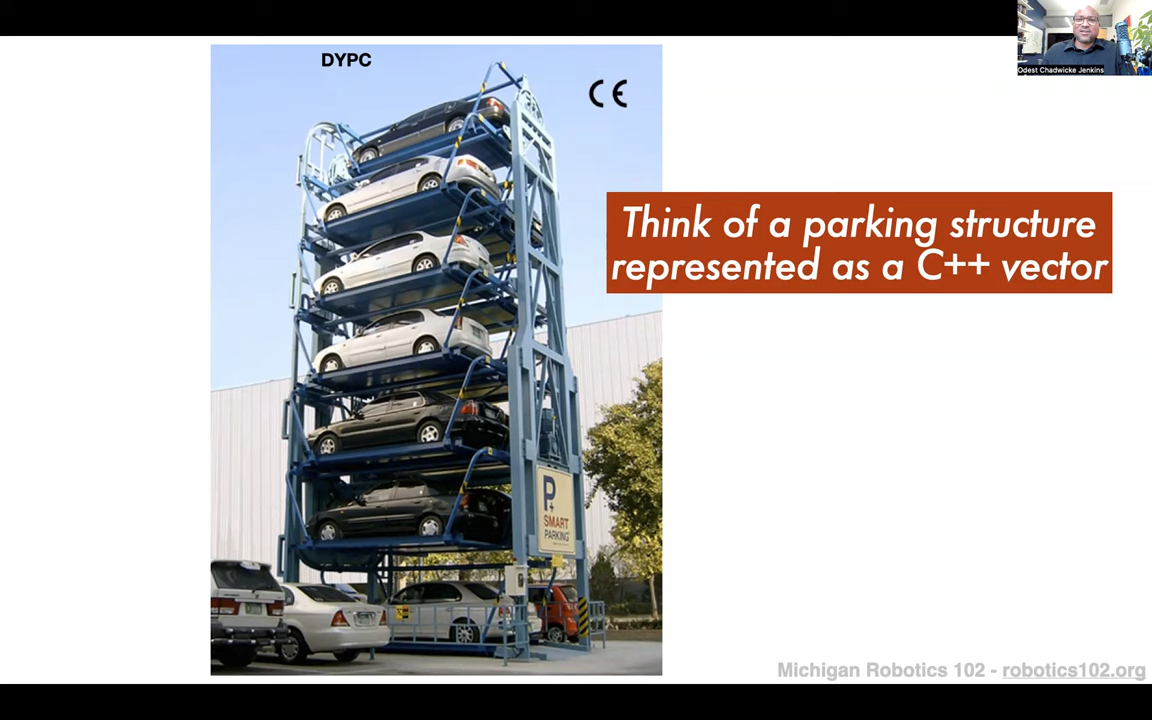 Odest Chadwicke Jenkins
DYPC
CE
Think of a parking structure
represented as a C++ vector
P+
SMART
PARKING
Michigan Robotics 102 - robotics102.org